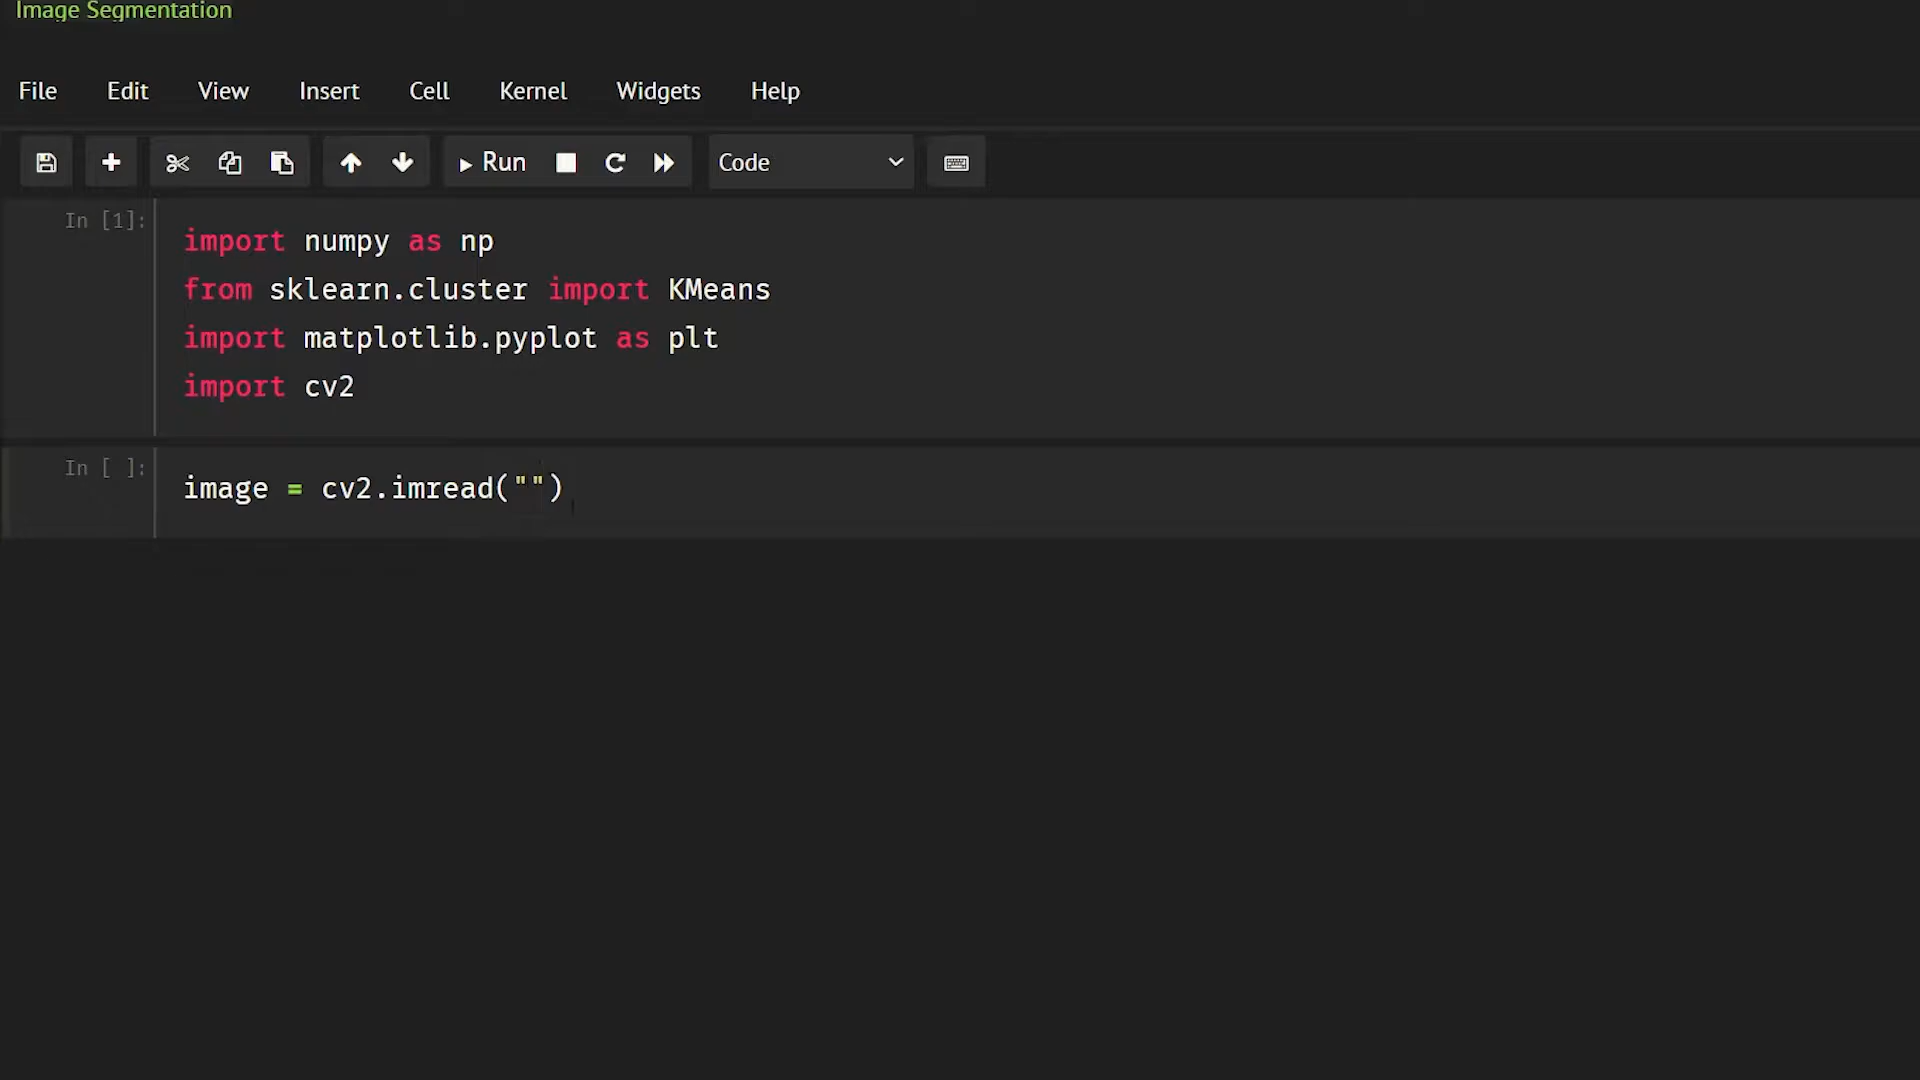 Image Segmentation
File Edit View Insert Cell Kernel Widgets Help
Run Code
In [1]:
import numpy as np
from sklearn.cluster import KMeans
import matplotlib.pyplot as plt
import cv2
In [ ]:
image = cv2.imread("")